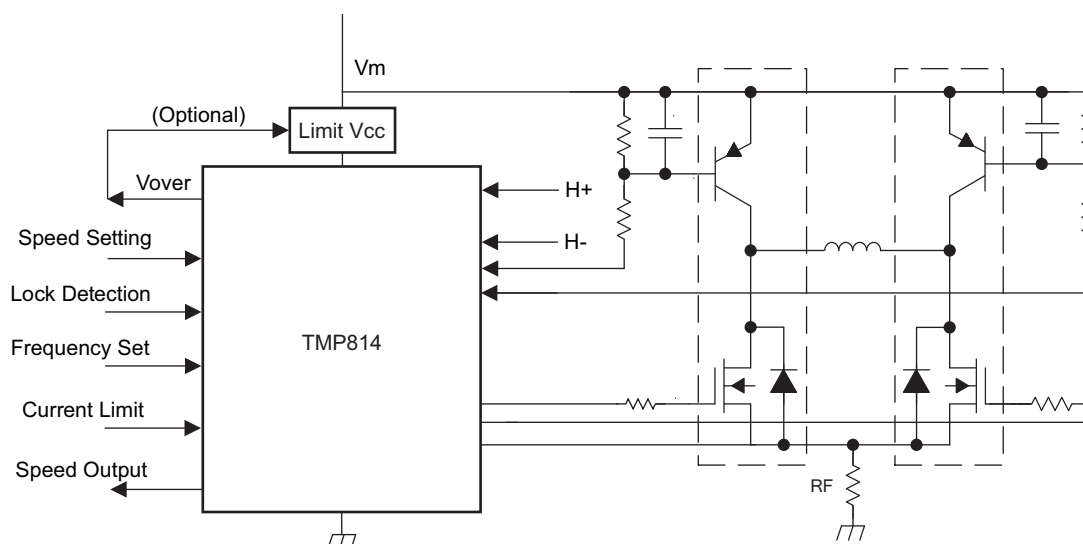 Vm
(Optional)
Limit Vcc
Vover
H+
Speed Setting
H-
Lock Detection
TMP814
Frequency Set
Current Limit
Speed Output
RF